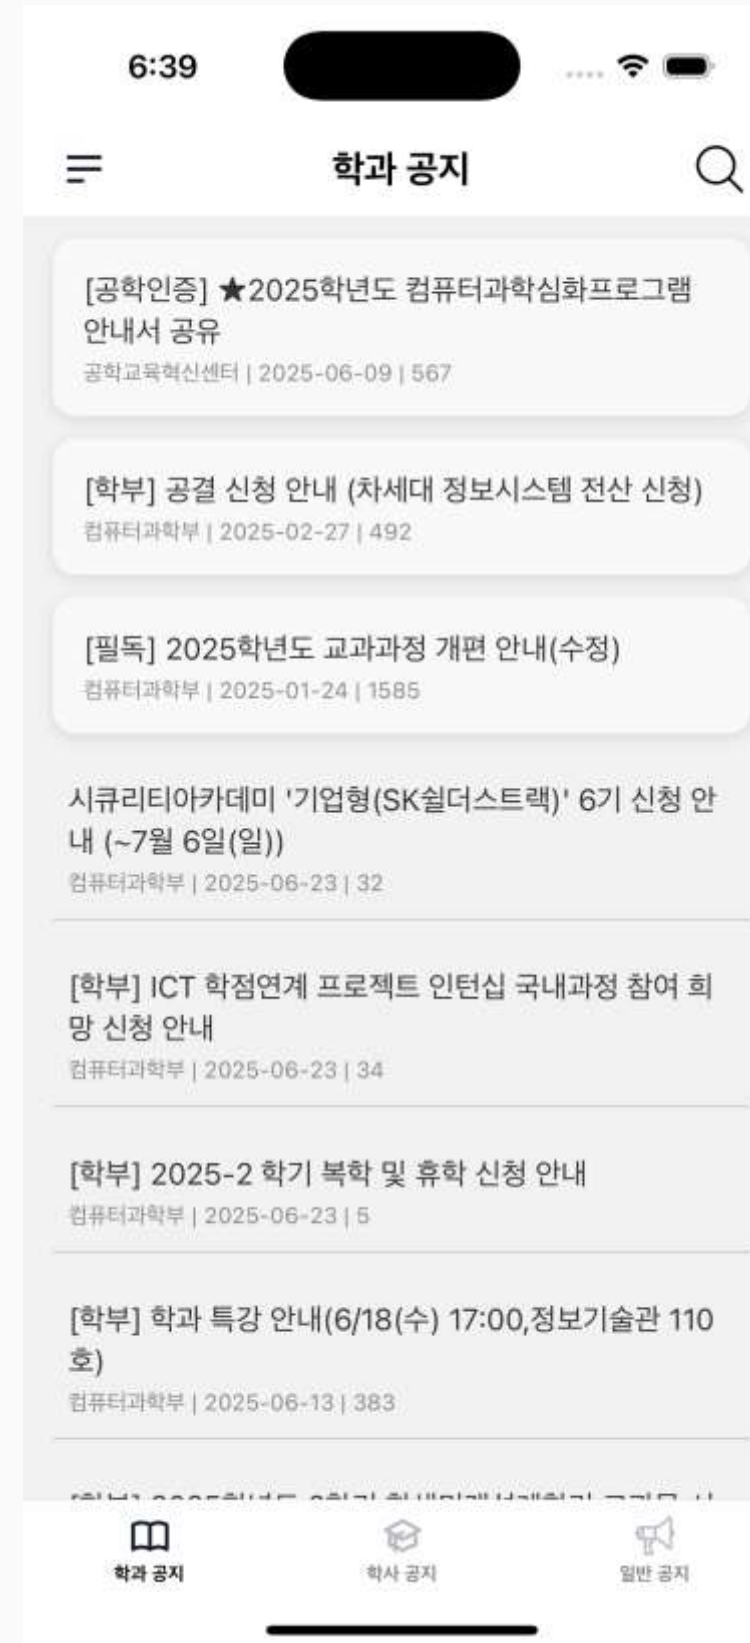 6:39
학과 공지
[공학인증] ★2025학년도 컴퓨터과학심화프로그램
안내서 공유
공학교육혁신센터 | 2025-06-09 | 567
[학부] 공결 신청 안내 (차세대 정보시스템 전산 신청)
컴퓨터과학부 | 2025-02-27 | 492
[필독] 2025학년도 교과과정 개편 안내(수정)
컴퓨터과학부 | 2025-01-24 | 1585
시큐리티아카데미 '기업형(SK쉴더스트랙)' 6기 신청 안
내 (~7월 6일(일))
컴퓨터과학부 | 2025-06-23 | 32
[학부] ICT 학점연계 프로젝트 인턴십 국내과정 참여 희
망 신청 안내
컴퓨터과학부 | 2025-06-23 | 34
[학부] 2025-2 학기 복학 및 휴학 신청 안내
컴퓨터과학부 | 2025-06-23 | 5
[학부] 학과 특강 안내(6/18(수) 17:00,정보기술관 110
호)
컴퓨터과학부 | 2025-06-13 | 383
학과 공지
학사 공지
일반 공지